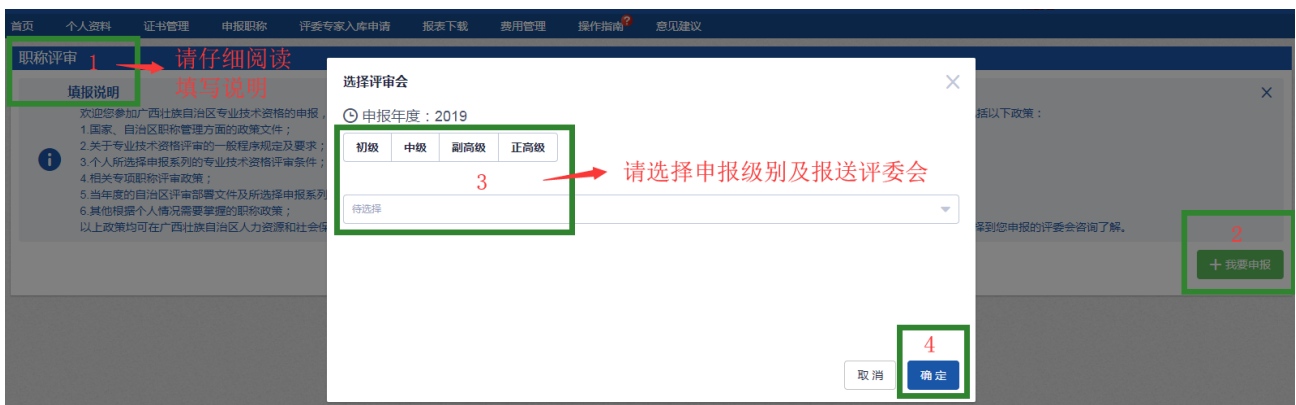 首页 个人资料 证书管理 申报职称 评委专家入库申请 报表下载 费用管理 操作指南? 意见建议
职称评审
1
请仔细阅读
填写说明
填报说明
欢迎您参加广西壮族自治区专业技术资格的申报，
括以下政策：
1.国家、自治区职称管理方面的政策文件；
2.关于专业技术资格评审的一般程序规定及要求；
3.个人所选择申报系列的专业技术资格评审条件；
4.相关专项职称评审政策；
5.当年度的自治区评审部署文件及所选择申报系列
6.其他根据个人情况需要掌握的职称政策；
以上政策均可在广西壮族自治区人力资源和社会保
择到您申报的评委会咨询了解。
选择评审会
申报年度：2019
初级 中级 副高级 正高级
3
请选择申报级别及报送评委会
待选择
2
+ 我要申报
4
取 消 确 定